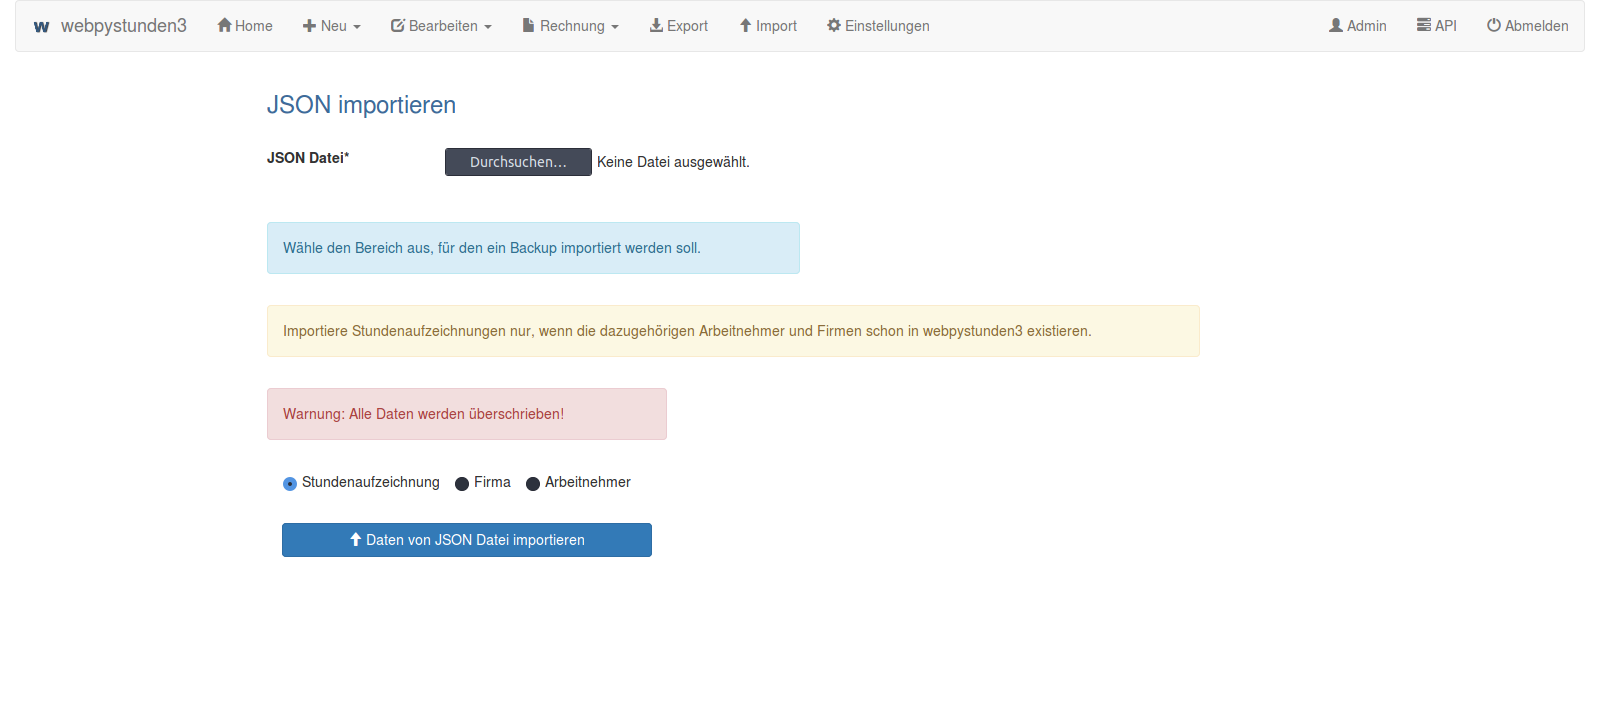 w webpystunden3 Home Neu Bearbeiten Rechnung Export Import Einstellungen Admin API Abmelden
JSON importieren
JSON Datei* Durchsuchen... Keine Datei ausgewählt.
Wähle den Bereich aus, für den ein Backup importiert werden soll.
Importiere Stundenaufzeichnungen nur, wenn die dazugehörigen Arbeitnehmer und Firmen schon in webpystunden3 existieren.
Warnung: Alle Daten werden überschrieben!
Stundenaufzeichnung Firma Arbeitnehmer
Daten von JSON Datei importieren